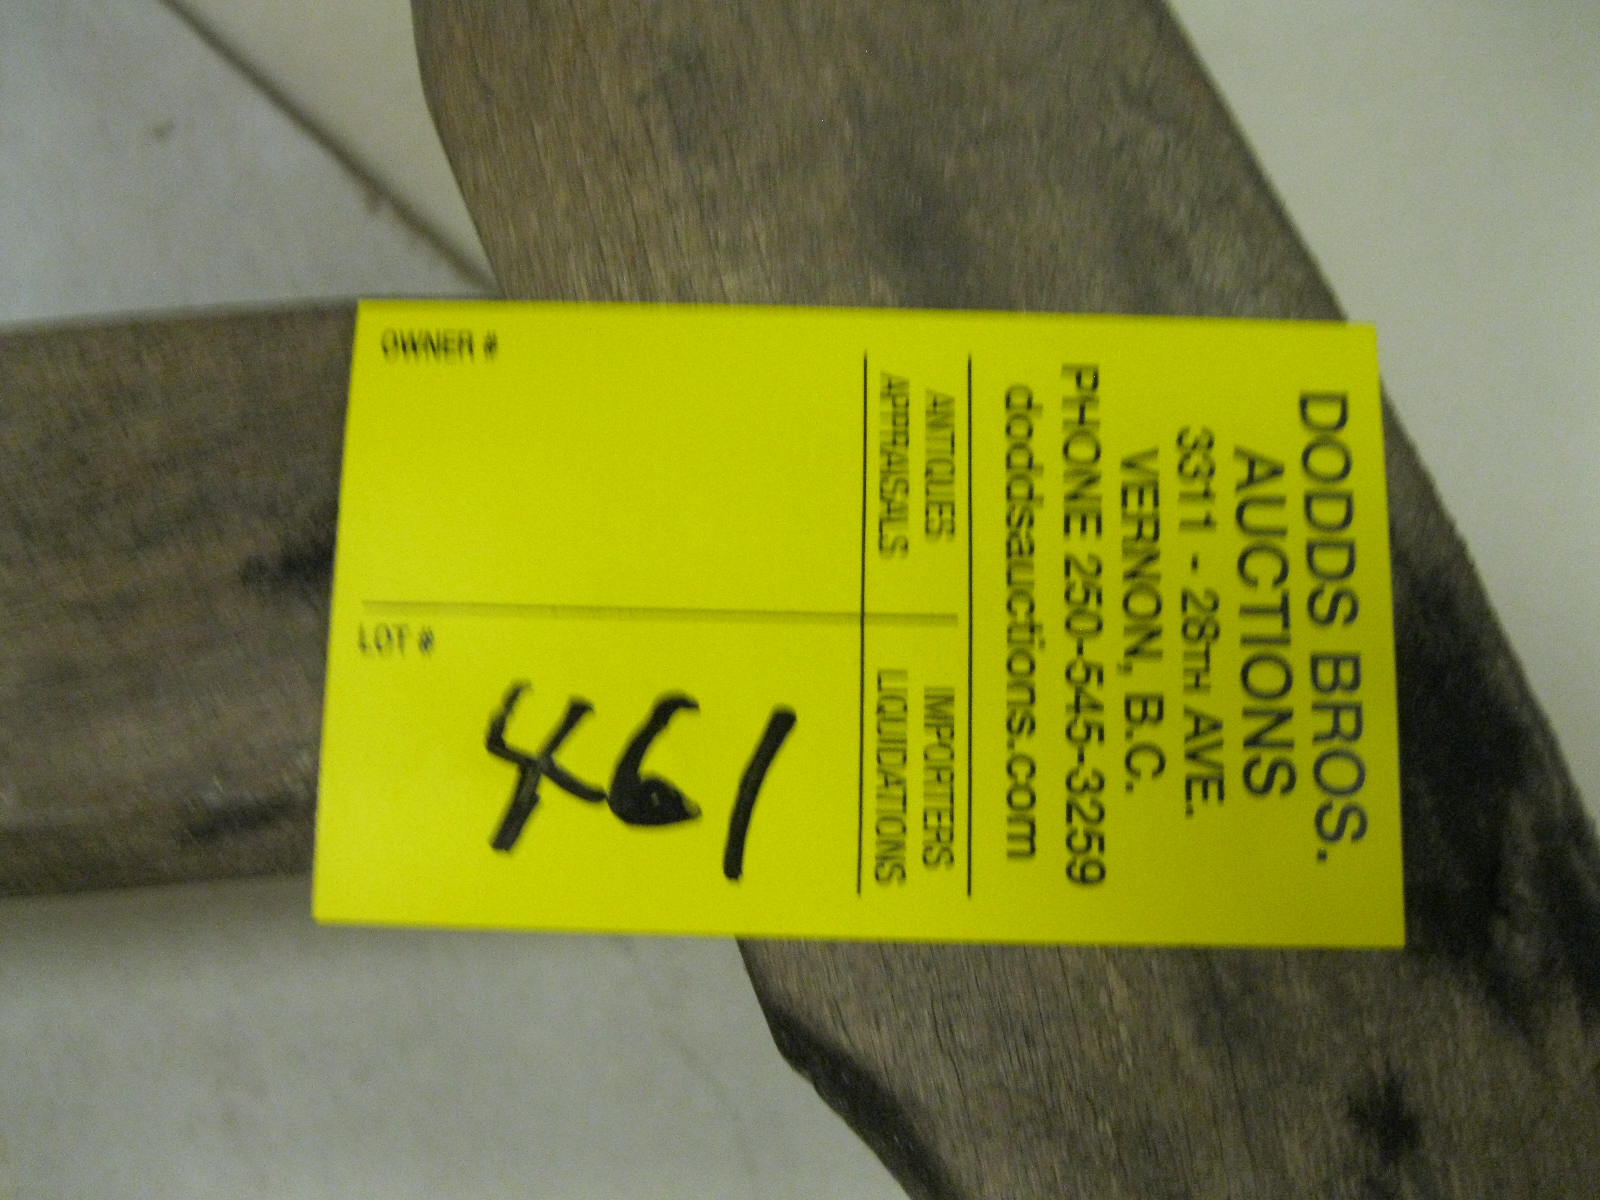 DODDS BROS.
AUCTIONS
3311 - 28TH AVE.
VERNON, B.C.
PHONE 250-545-3259
doddsauctions.com
ANTIQUES IMPORTERS
APPRAISALS LIQUIDATIONS
OWNER #
LOT #
461